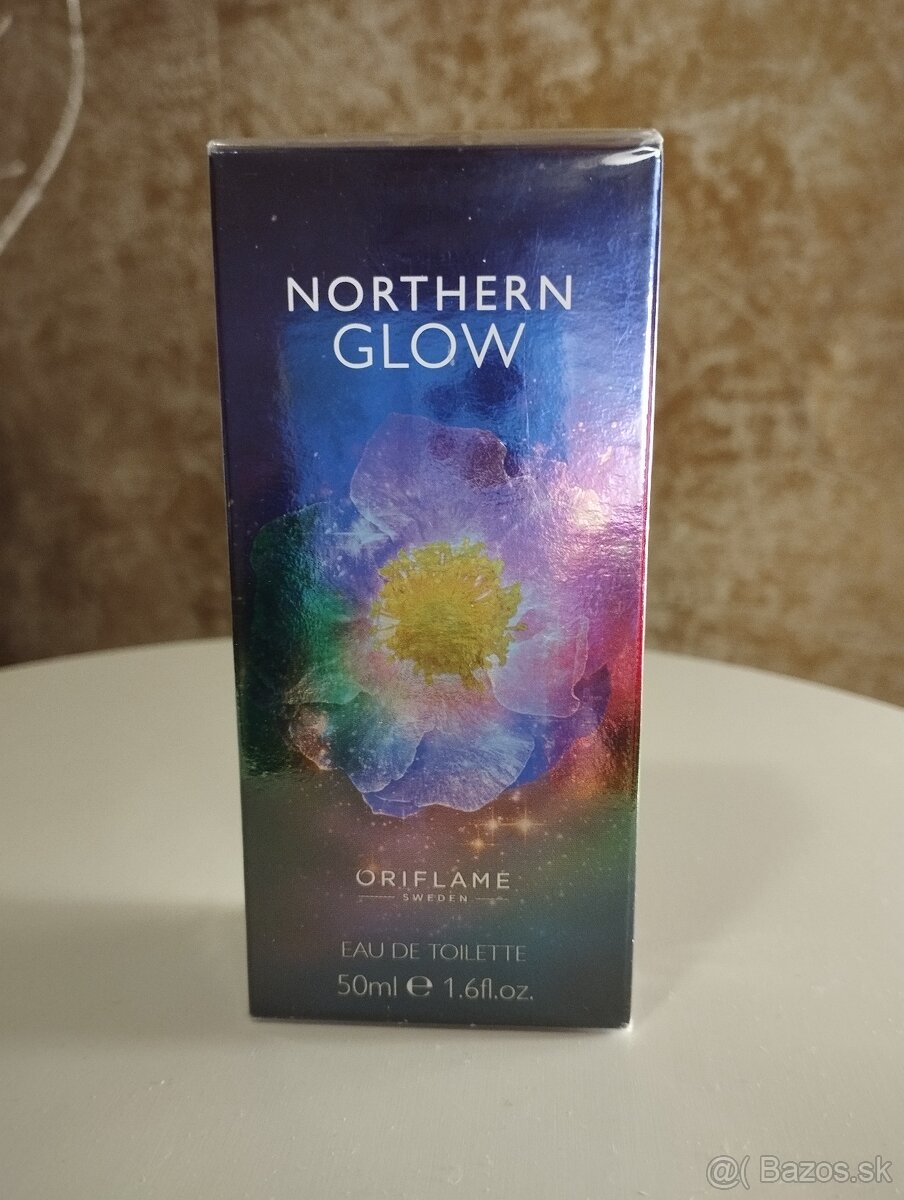 NORTHERN
GLOW
ORIFLAME
SWEDEN
EAU DE TOILETTE
50ml ℮ 1.6fl.oz.
@( Bazos.sk